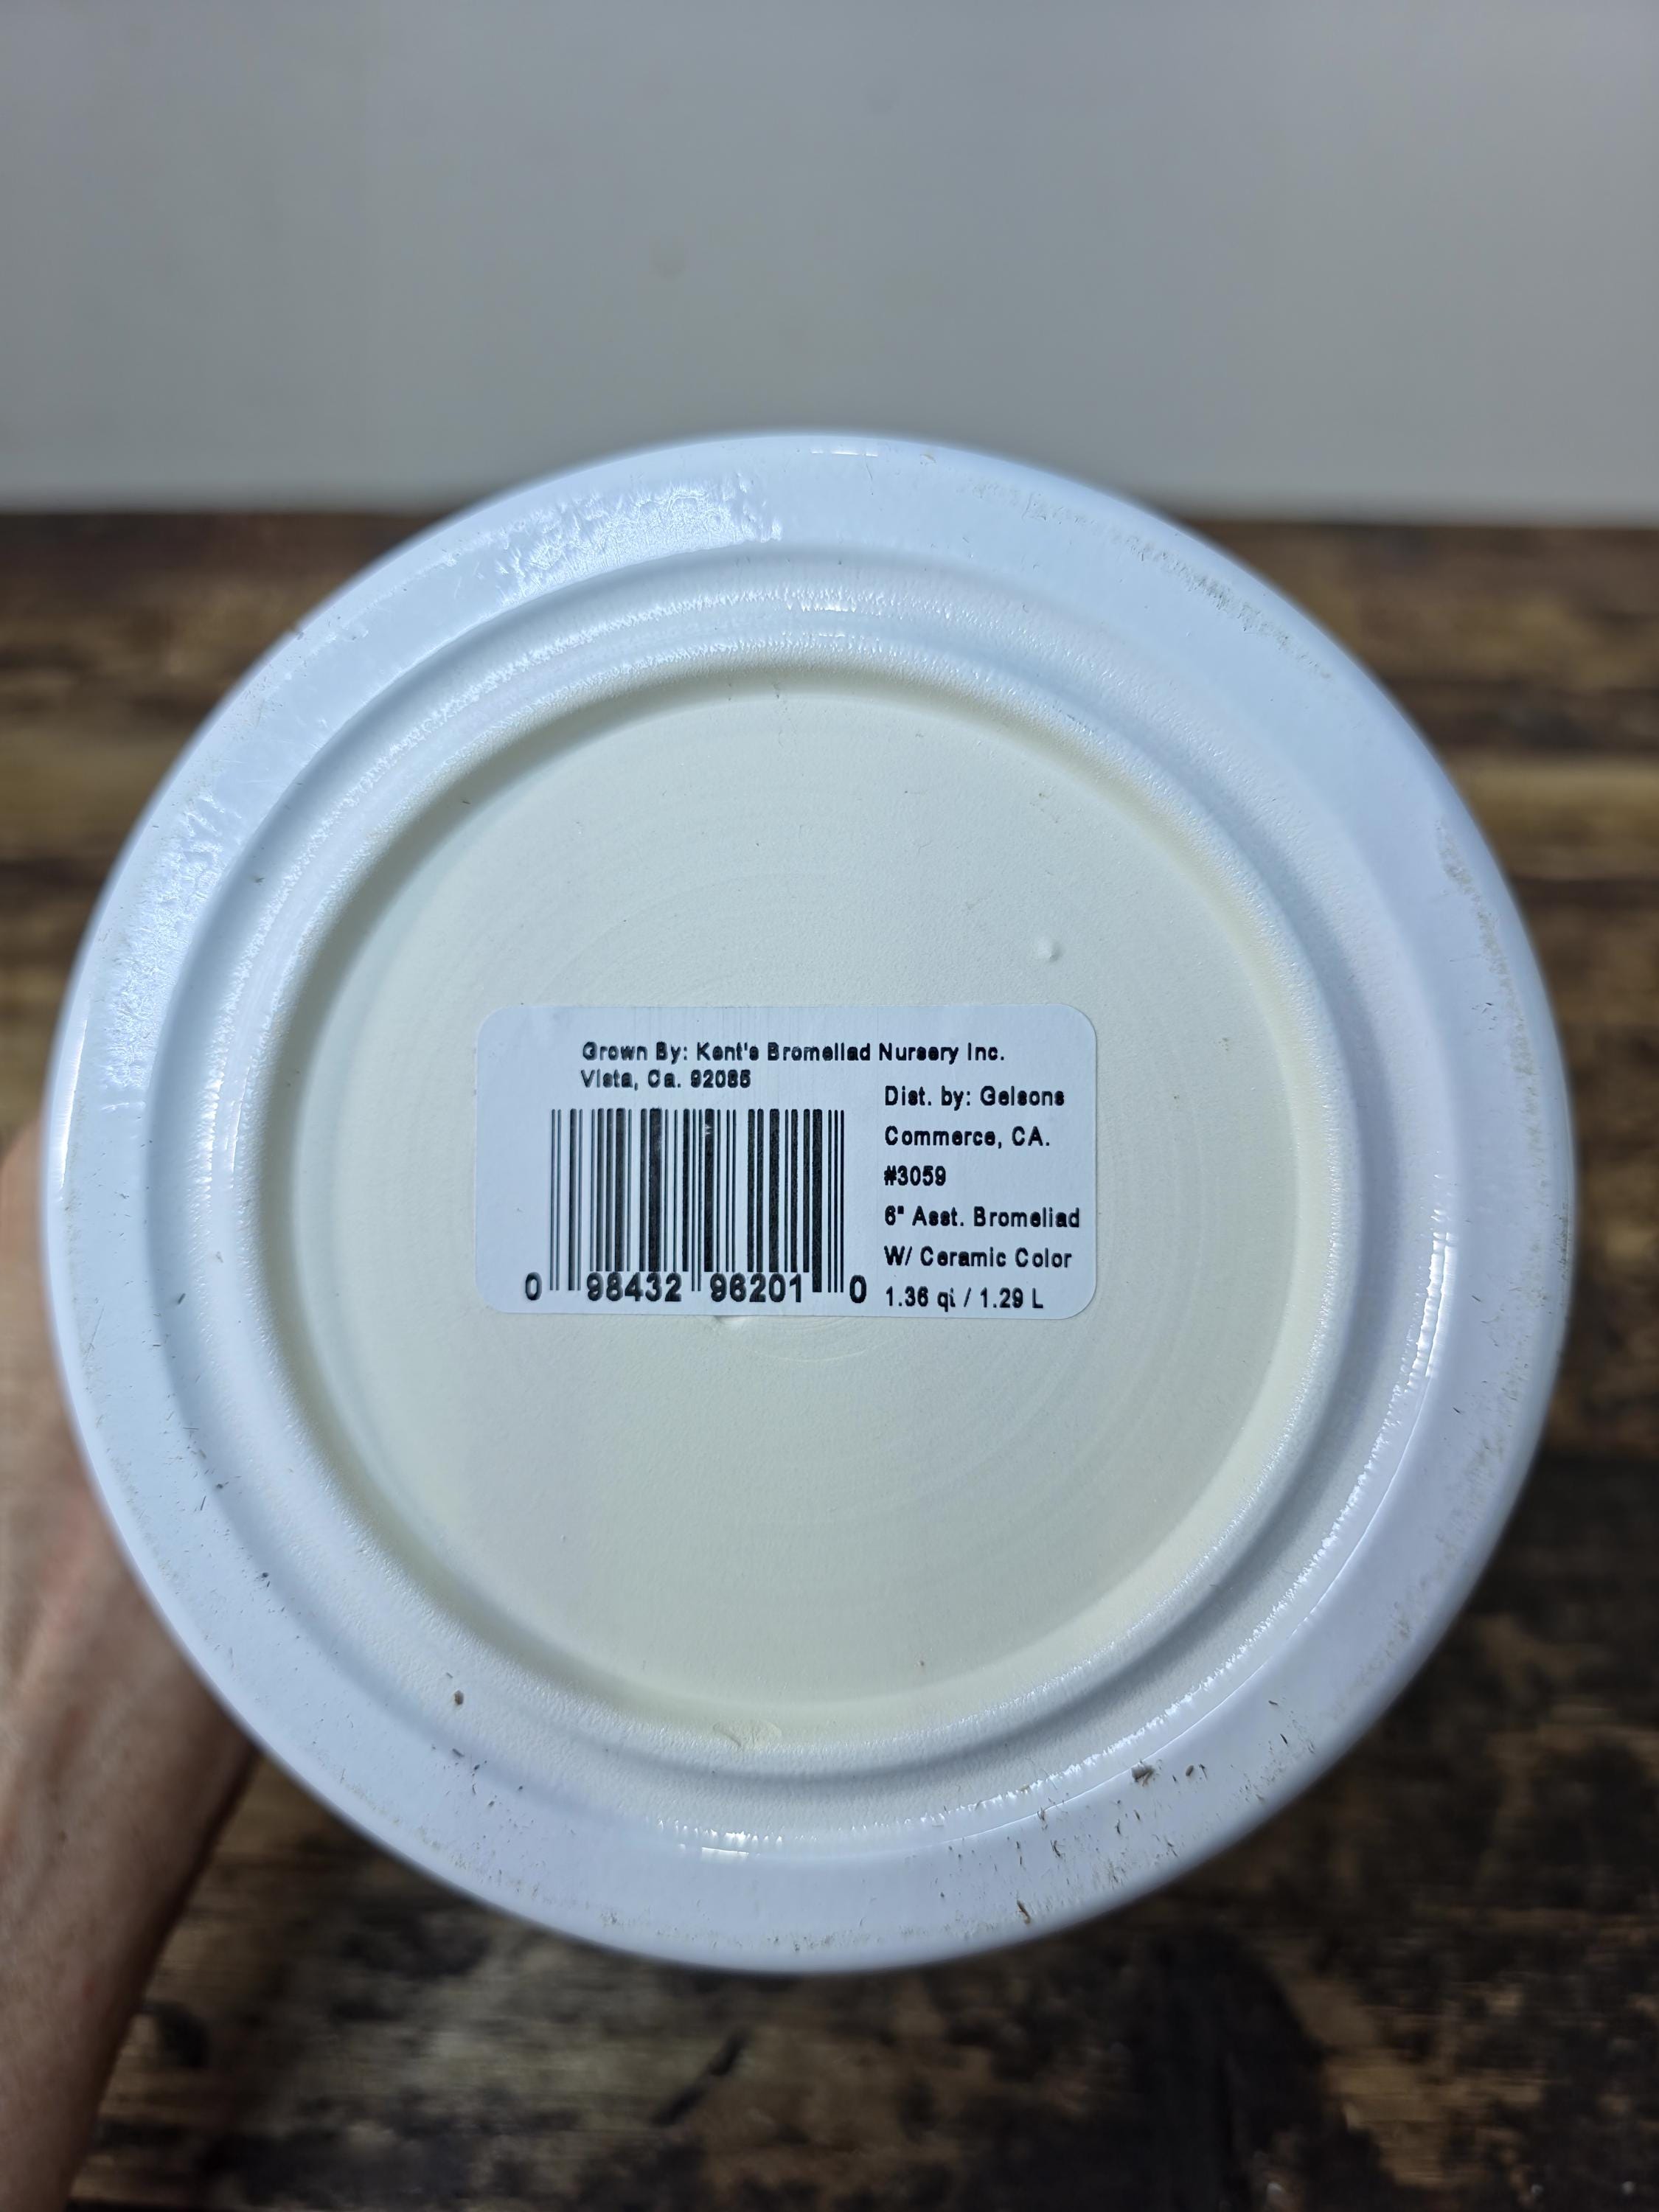 Grown By: Kent's Bromeliad Nursery Inc.
Vista, Ca. 92085
Dist. by: Gelsons
Commerce, CA.
#3059
6" Asst. Bromeliad
W/ Ceramic Color
1.36 qt / 1.29 L
0 98432 96201 0